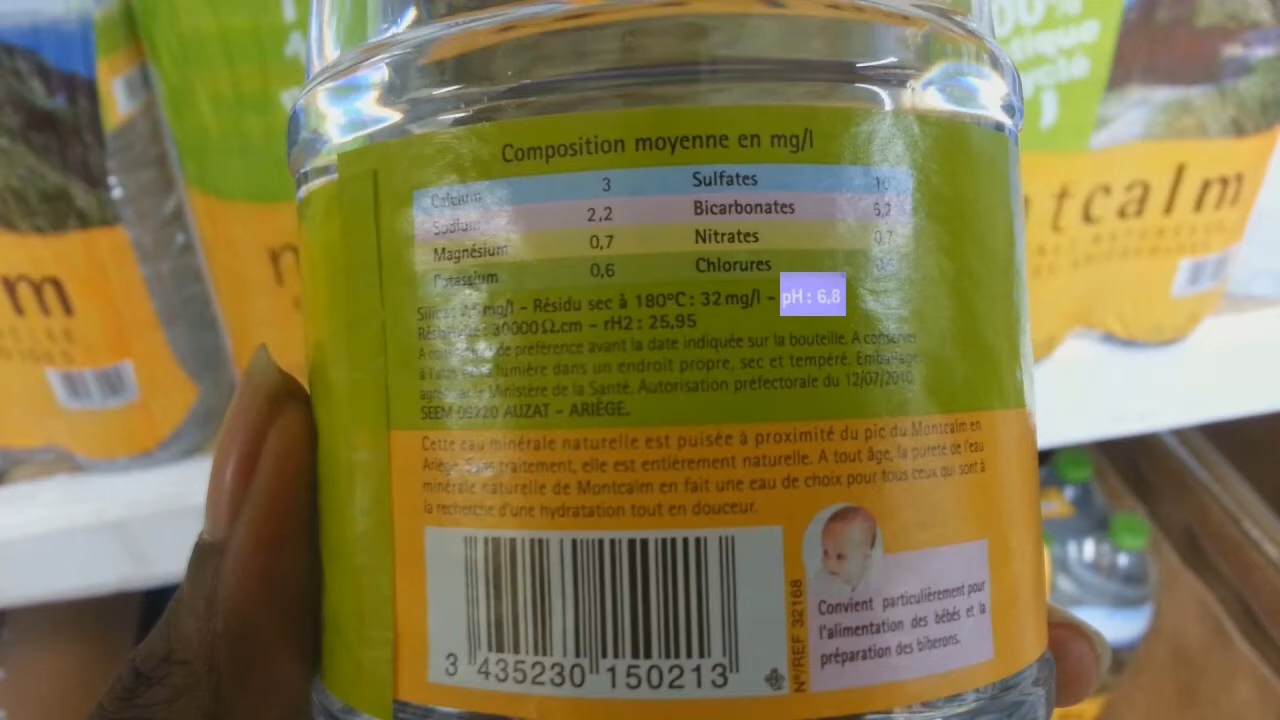 Composition moyenne en mg/l
Calcium 3 Sulfates 10
Sodium 2,2 Bicarbonates 5,2
Magnésium 0,7 Nitrates 0,7
Potassium 0,6 Chlorures
Silice: 7,5 mg/l - Résidu sec à 180°C: 32 mg/l - pH: 6,8
Résistivité: 30000 Ω.cm - rH2: 25,95
A consommer de préférence avant la date indiquée sur la bouteille. A conserver
à l'abri de la lumière dans un endroit propre, sec et tempéré. Emballage
agréé par le Ministère de la Santé. Autorisation préfectorale du 12/07/2010.
SEEM 09220 AUZAT - ARIÈGE.
Cette eau minérale naturelle est puisée à proximité du pic du Montcalm en
Ariège. Sans traitement, elle est entièrement naturelle. A tout âge, la pureté de l'eau
minérale naturelle de Montcalm en fait une eau de choix pour tous ceux qui sont à
la recherche d'une hydratation tout en douceur.
3 435230 150213
N°/REF 32168
Convient particulièrement pour
l'alimentation des bébés et la
préparation des biberons.
ntcalm
m